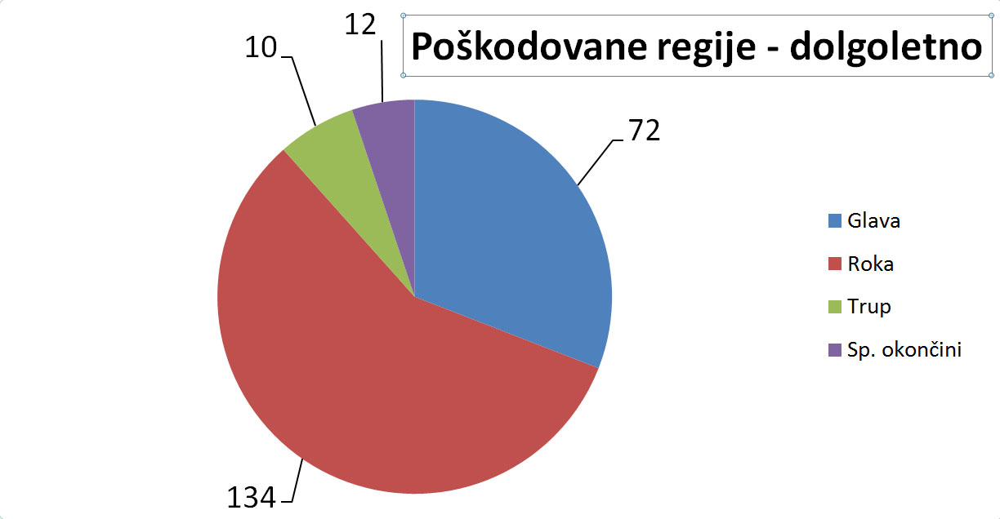 Poškodovane regije - dolgoletno
12
10
72
134
Glava
Roka
Trup
Sp. okončini